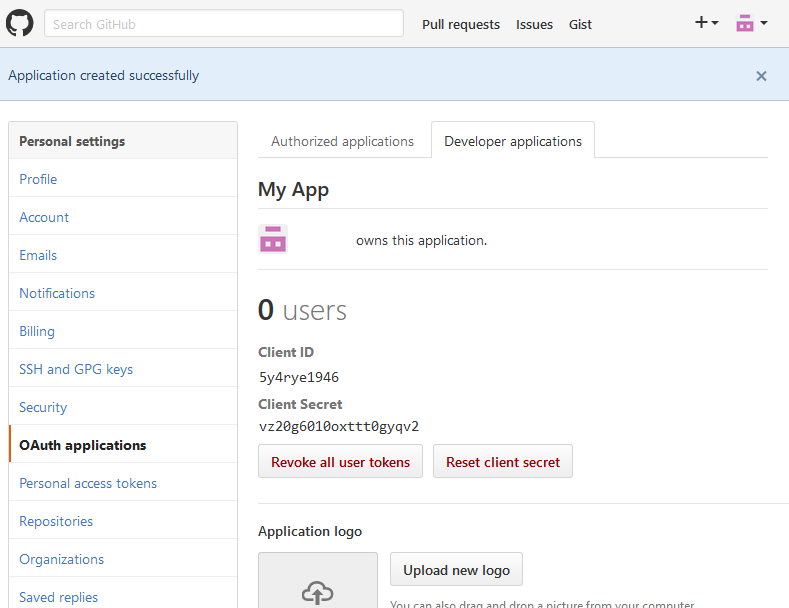 Search GitHub
Pull requests Issues Gist
Application created successfully
Personal settings
Profile
Account
Emails
Notifications
Billing
SSH and GPG keys
Security
OAuth applications
Personal access tokens
Repositories
Organizations
Saved replies
Authorized applications Developer applications
My App
owns this application.
0 users
Client ID
5y4rye1946
Client Secret
vz20g6010oxttt0gyqv2
Revoke all user tokens Reset client secret
Application logo
Upload new logo
You can also drag and drop a picture from your computer.